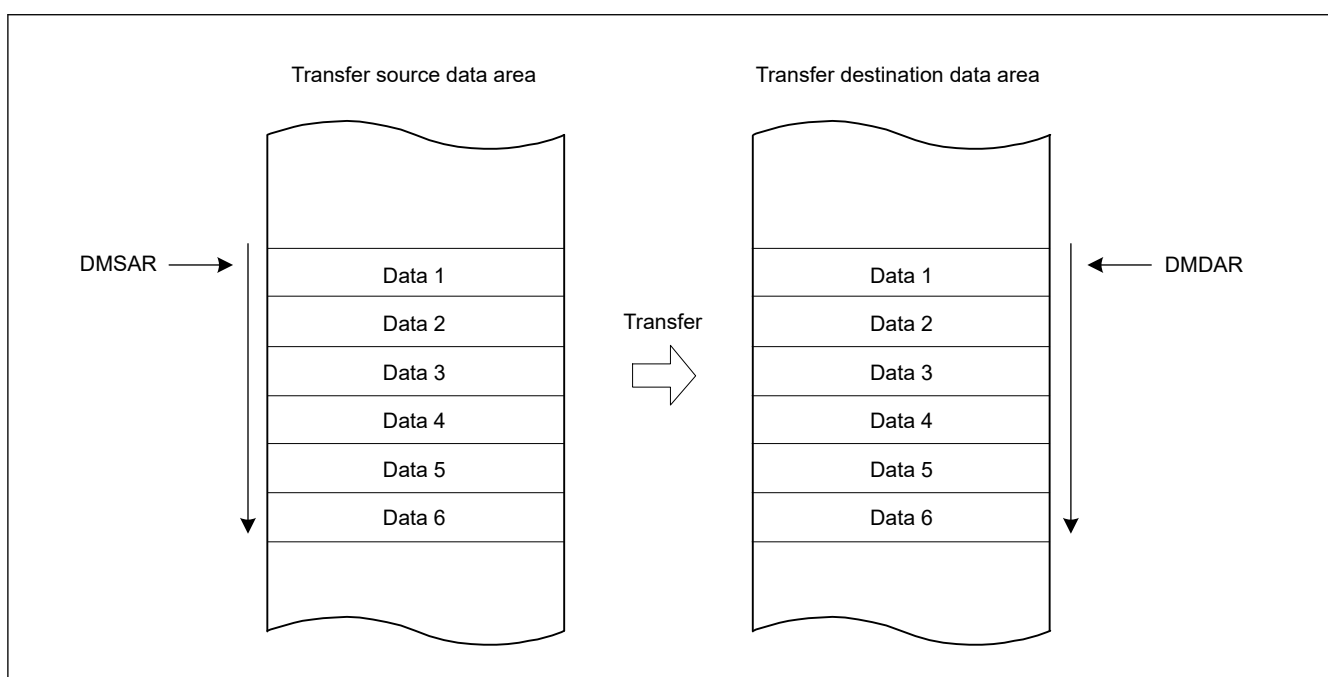 Transfer source data area
Transfer destination data area
DMSAR
Data 1
Data 2
Data 3
Data 4
Data 5
Data 6
Transfer
Data 1
Data 2
Data 3
Data 4
Data 5
Data 6
DMDAR